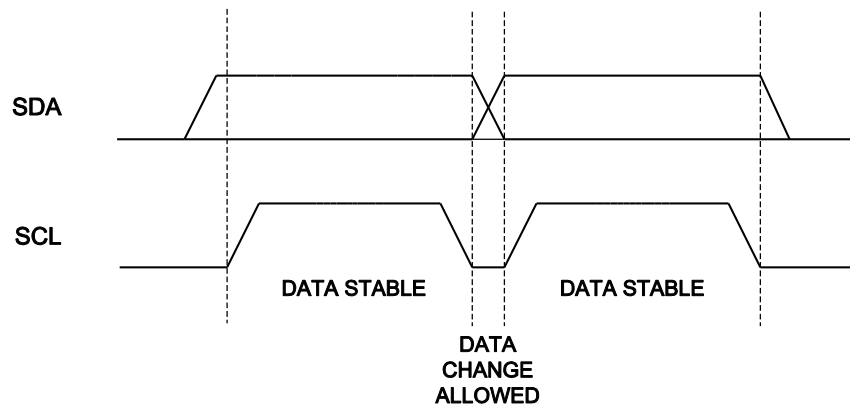 SDA
SCL
DATA STABLE
DATA STABLE
DATA
CHANGE
ALLOWED